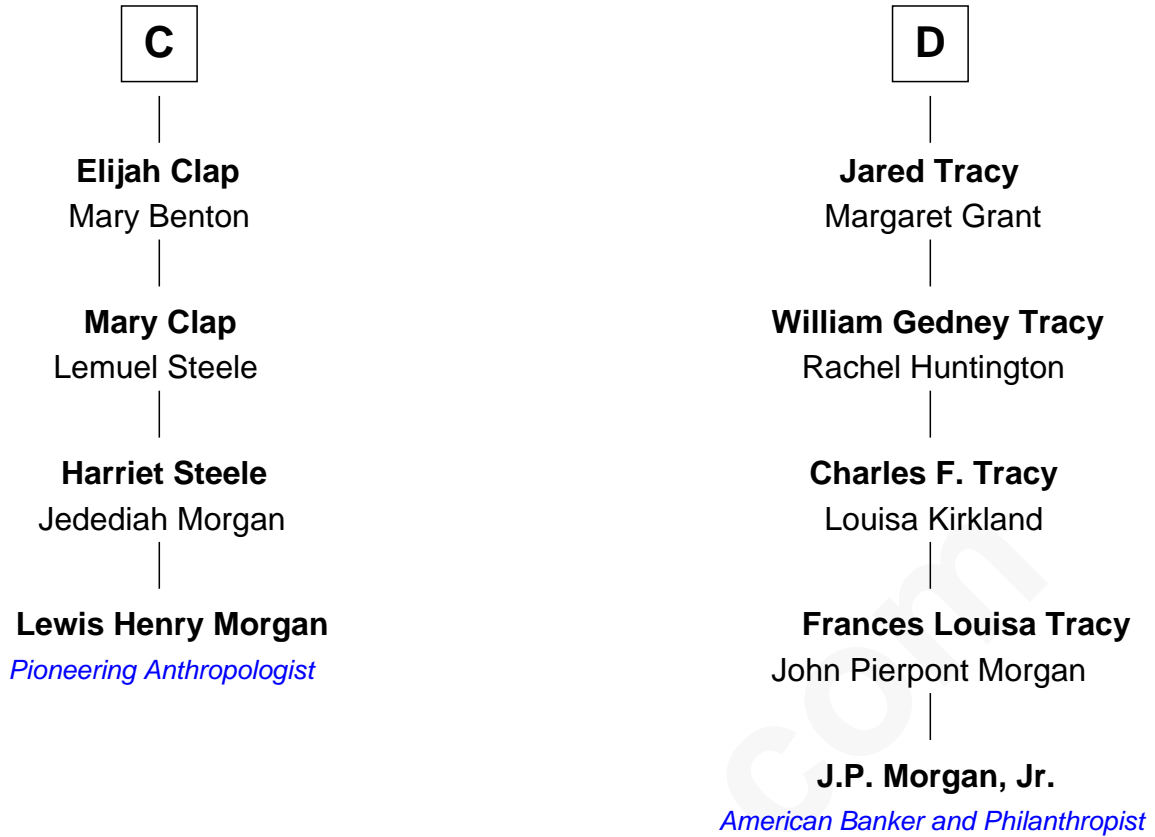 C
Elijah Clap
Mary Benton
Mary Clap
Lemuel Steele
Harriet Steele
Jedediah Morgan
Lewis Henry Morgan
Pioneering Anthropologist
D
Jared Tracy
Margaret Grant
William Gedney Tracy
Rachel Huntington
Charles F. Tracy
Louisa Kirkland
Frances Louisa Tracy
John Pierpont Morgan
J.P. Morgan, Jr.
American Banker and Philanthropist
com